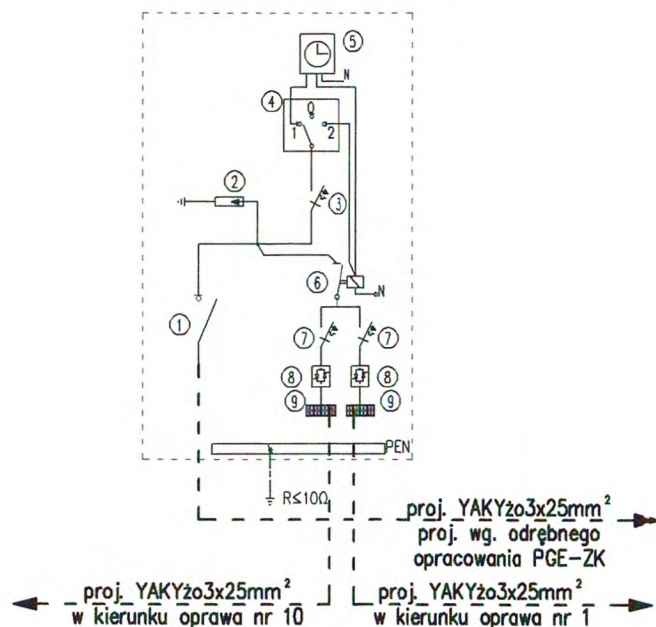 5
N
4
0
1 2
2
3
6
N
1
7 7
8 8
9 9
PEN
R≤10Ω
proj. YAKYżo3x25mm²
proj. wg. odrębnego
opracowania PGE-ZK
proj. YAKYżo3x25mm²
w kierunku oprawa nr 10
proj. YAKYżo3x25mm²
w kierunku oprawa nr 1